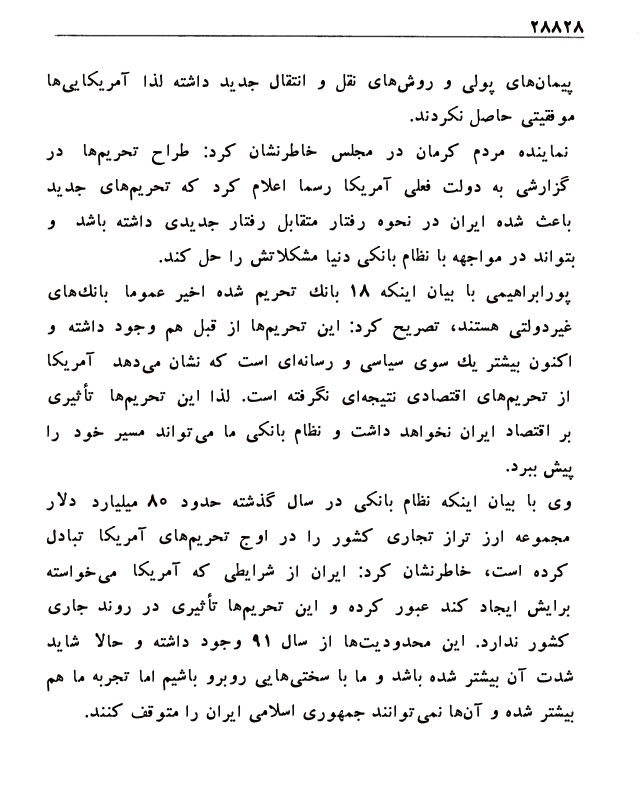 ۲۸۸۲۸
پیمان‌های پولی و روش‌های نقل و انتقال جدید داشته لذا آمریکایی‌ها
موفقیتی حاصل نکردند.
نماینده مردم کرمان در مجلس خاطرنشان کرد: طراح تحریم‌ها در
گزارشی به دولت فعلی آمریکا رسما اعلام کرد که تحریم‌های جدید
باعث شده ایران در نحوه رفتار متقابل رفتار جدیدی داشته باشد و
بتواند در مواجهه با نظام بانکی دنیا مشکلاتش را حل کند.
پورابراهیمی با بیان اینکه ۱۸ بانك تحریم شده اخیر عموما بانك‌های
غیردولتی هستند، تصریح کرد: این تحریم‌ها از قبل هم وجود داشته و
اکنون بیشتر یك سوی سیاسی و رسانه‌ای است که نشان می‌دهد آمریکا
از تحریم‌های اقتصادی نتیجه‌ای نگرفته است. لذا این تحریم‌ها تأثیری
بر اقتصاد ایران نخواهد داشت و نظام بانکی ما می‌تواند مسیر خود را
پیش ببرد.
وی با بیان اینکه نظام بانکی در سال گذشته حدود ۸۵ میلیارد دلار
مجموعه ارز تراز تجاری کشور را در اوج تحریم‌های آمریکا تبادل
کرده است، خاطرنشان کرد: ایران از شرایطی که آمریکا می‌خواسته
برایش ایجاد کند عبور کرده و این تحریم‌ها تأثیری در روند جاری
کشور ندارد. این محدودیت‌ها از سال ۹۱ وجود داشته و حالا شاید
شدت آن بیشتر شده باشد و ما با سختی‌هایی روبرو باشیم اما تجربه ما هم
بیشتر شده و آن‌ها نمی‌توانند جمهوری اسلامی ایران را متوقف کنند.